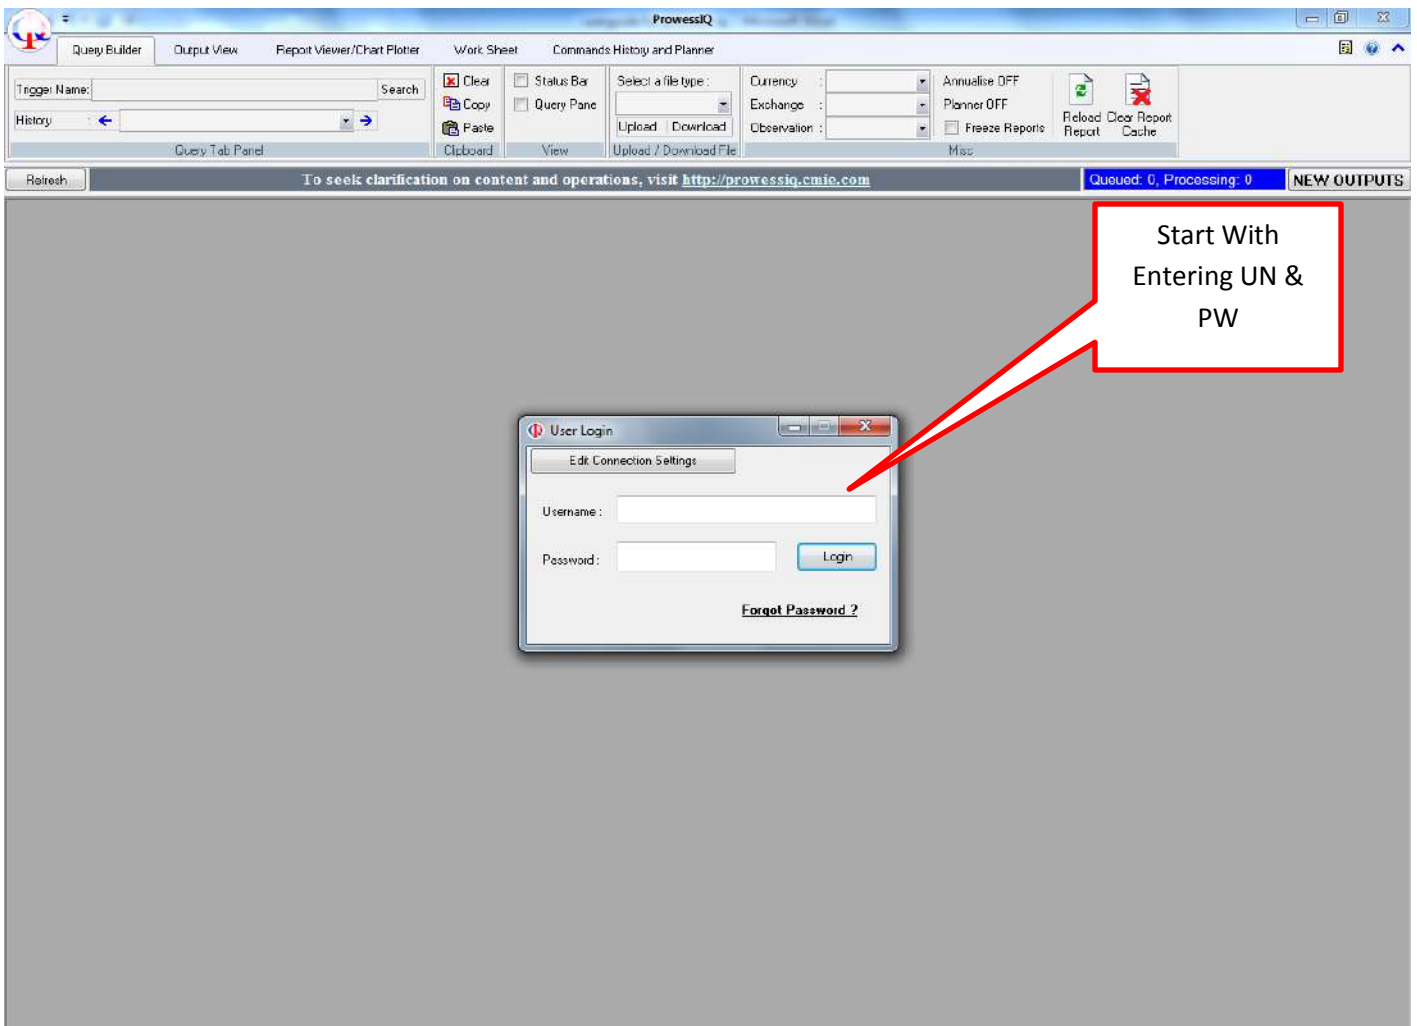 ProwessIQ
Query Builder Output View Report Viewer/Chart Plotter Work Sheet Commands History and Planner
Trigger Name: Search
History :
Query Tab Panel
Clear
Copy
Paste
Clipboard
Status Bar
Query Pane
View
Select a file type :
Upload Download
Upload / Download File
Currency :
Exchange :
Observation :
Annualise OFF
Planner OFF
Freeze Reports
Reload Report
Clear Report Cache
Misc
Refresh
To seek clarification on content and operations, visit http://prowessiq.cmie.com
Queued: 0, Processing: 0
NEW OUTPUTS
Start With
Entering UN &
PW
User Login
Edit Connection Settings
Username :
Password :
Login
Forgot Password ?